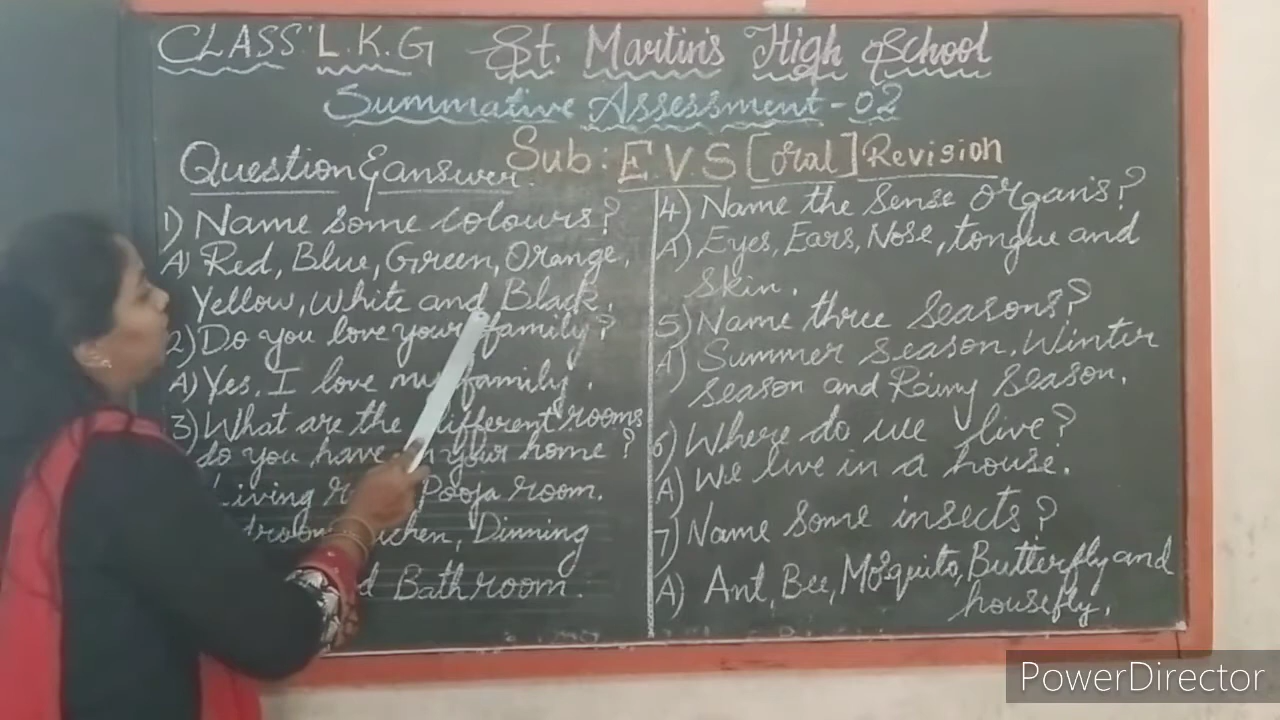 CLASS: L.K.G St. Martin's High School
Summative Assessment - 02
Sub: E.V.S [oral] Revision
Question & answer.
1) Name some colours?
A) Red, Blue, Green, Orange,
Yellow, White and Black.
2) Do you love your family?
A) Yes, I love my family.
3) What are the different rooms
do you have in your home?
Living Pooja room.
Dinning
Bathroom.
4) Name the Sense Organs?
A) Eyes, Ears, Nose, tongue and
Skin.
5) Name three Seasons?
A) Summer Season, Winter
Season and Rainy Season.
6) Where do we live?
A) We live in a house.
7) Name some insects?
A) Ant, Bee, Mosquito, Butterfly and
housefly.
PowerDirector